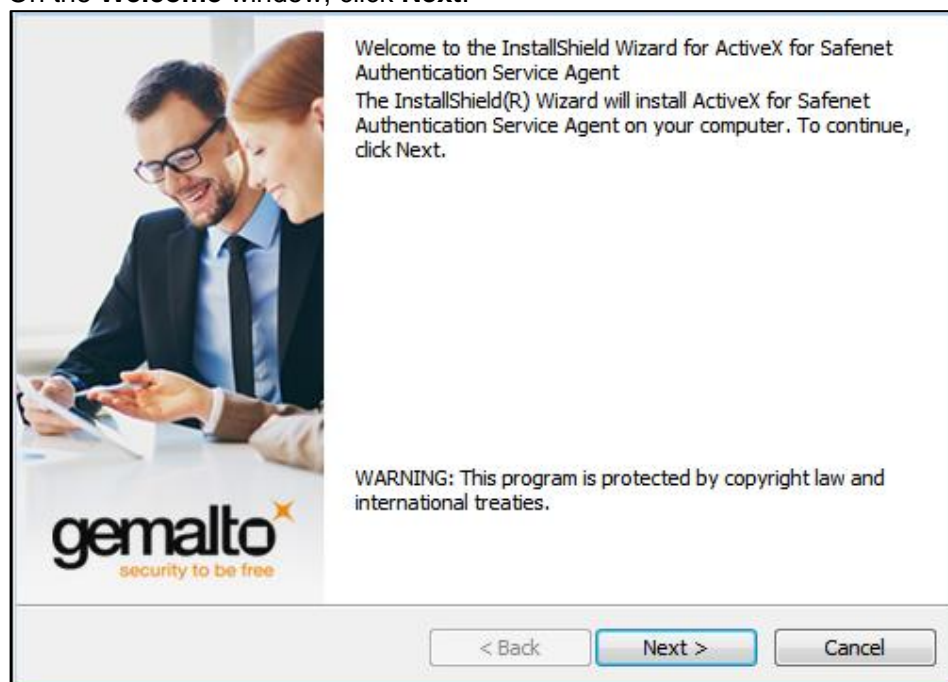 On the Welcome window, click Next.
Welcome to the InstallShield Wizard for ActiveX for Safenet
Authentication Service Agent
The InstallShield(R) Wizard will install ActiveX for Safenet
Authentication Service Agent on your computer. To continue,
click Next.
WARNING: This program is protected by copyright law and
international treaties.
gemalto
security to be free
< Back
Next >
Cancel